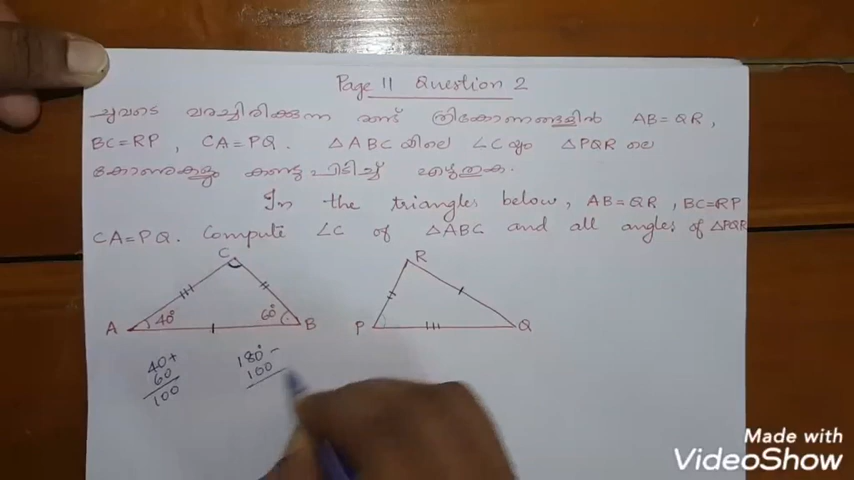 Page 11 Question 2
ചുവടെ വരച്ചിരിക്കുന്ന രണ്ട് ത്രികോണങ്ങളിൽ AB=QR,
BC=RP, CA=PQ. △ABC യിലെ ∠C യും △PQR ലെ
കോണുകളും കണ്ടുപിടിച്ച് എഴുതുക.
In the triangles below, AB=QR, BC=RP
CA=PQ. Compute ∠C of △ABC and all angles of △PQR
C R
40° 60°
A B P Q
40+ 180°-
60 100
100
Made with
VideoShow